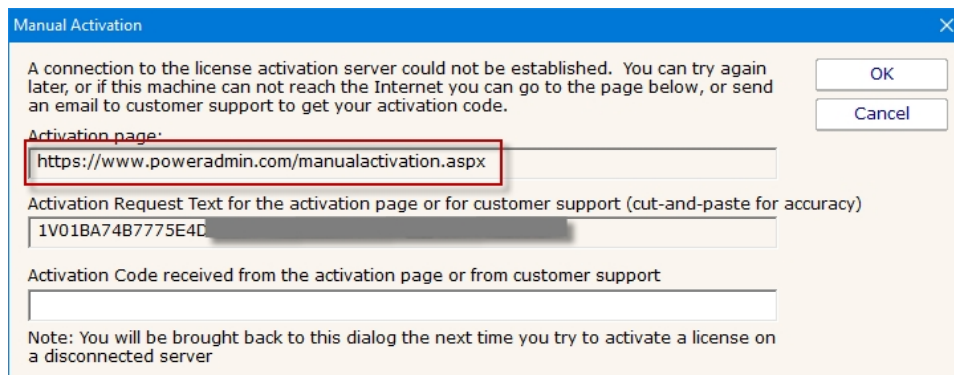 Manual Activation
A connection to the license activation server could not be established.  You can try again
later, or if this machine can not reach the Internet you can go to the page below, or send
an email to customer support to get your activation code.
OK
Cancel
Activation page:
https://www.poweradmin.com/manualactivation.aspx
Activation Request Text for the activation page or for customer support (cut-and-paste for accuracy)
1V01BA74B7775E4D
Activation Code received from the activation page or from customer support
Note: You will be brought back to this dialog the next time you try to activate a license on
a disconnected server